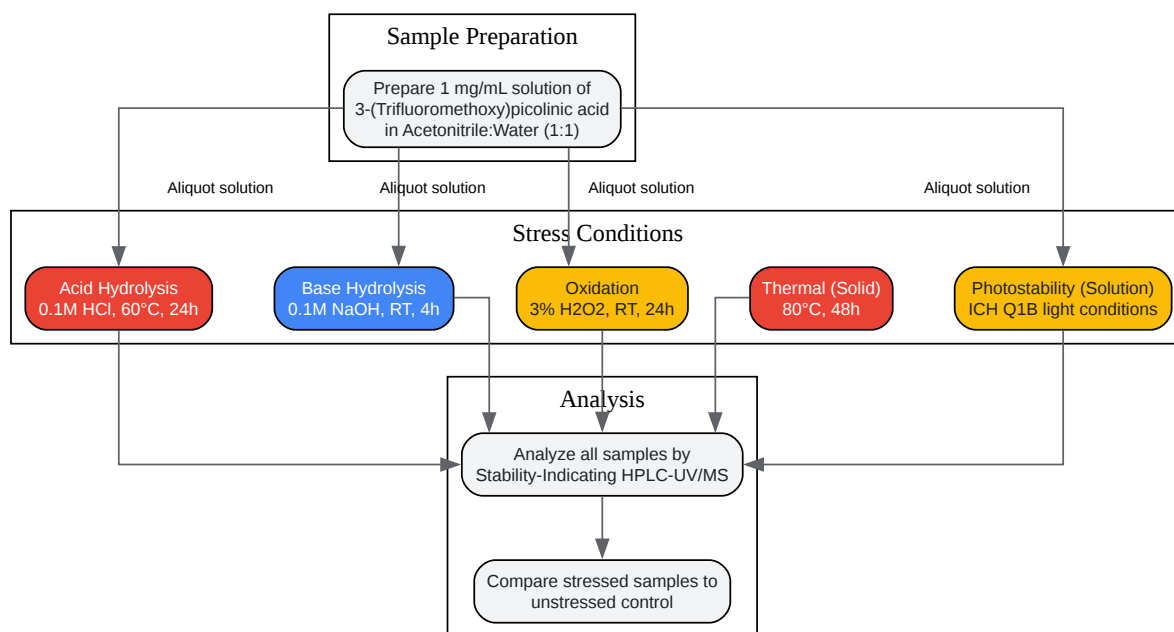 Sample Preparation
Prepare 1 mg/mL solution of
3-(Trifluoromethoxy)picolinic acid
in Acetonitrile:Water (1:1)
Aliquot solution
Aliquot solution
Aliquot solution
Aliquot solution
Stress Conditions
Acid Hydrolysis
0.1M HCl, 60°C, 24h
Base Hydrolysis
0.1M NaOH, RT, 4h
Oxidation
3% H2O2, RT, 24h
Thermal (Solid)
80°C, 48h
Photostability (Solution)
ICH Q1B light conditions
Analysis
Analyze all samples by
Stability-Indicating HPLC-UV/MS
Compare stressed samples to
unstressed control